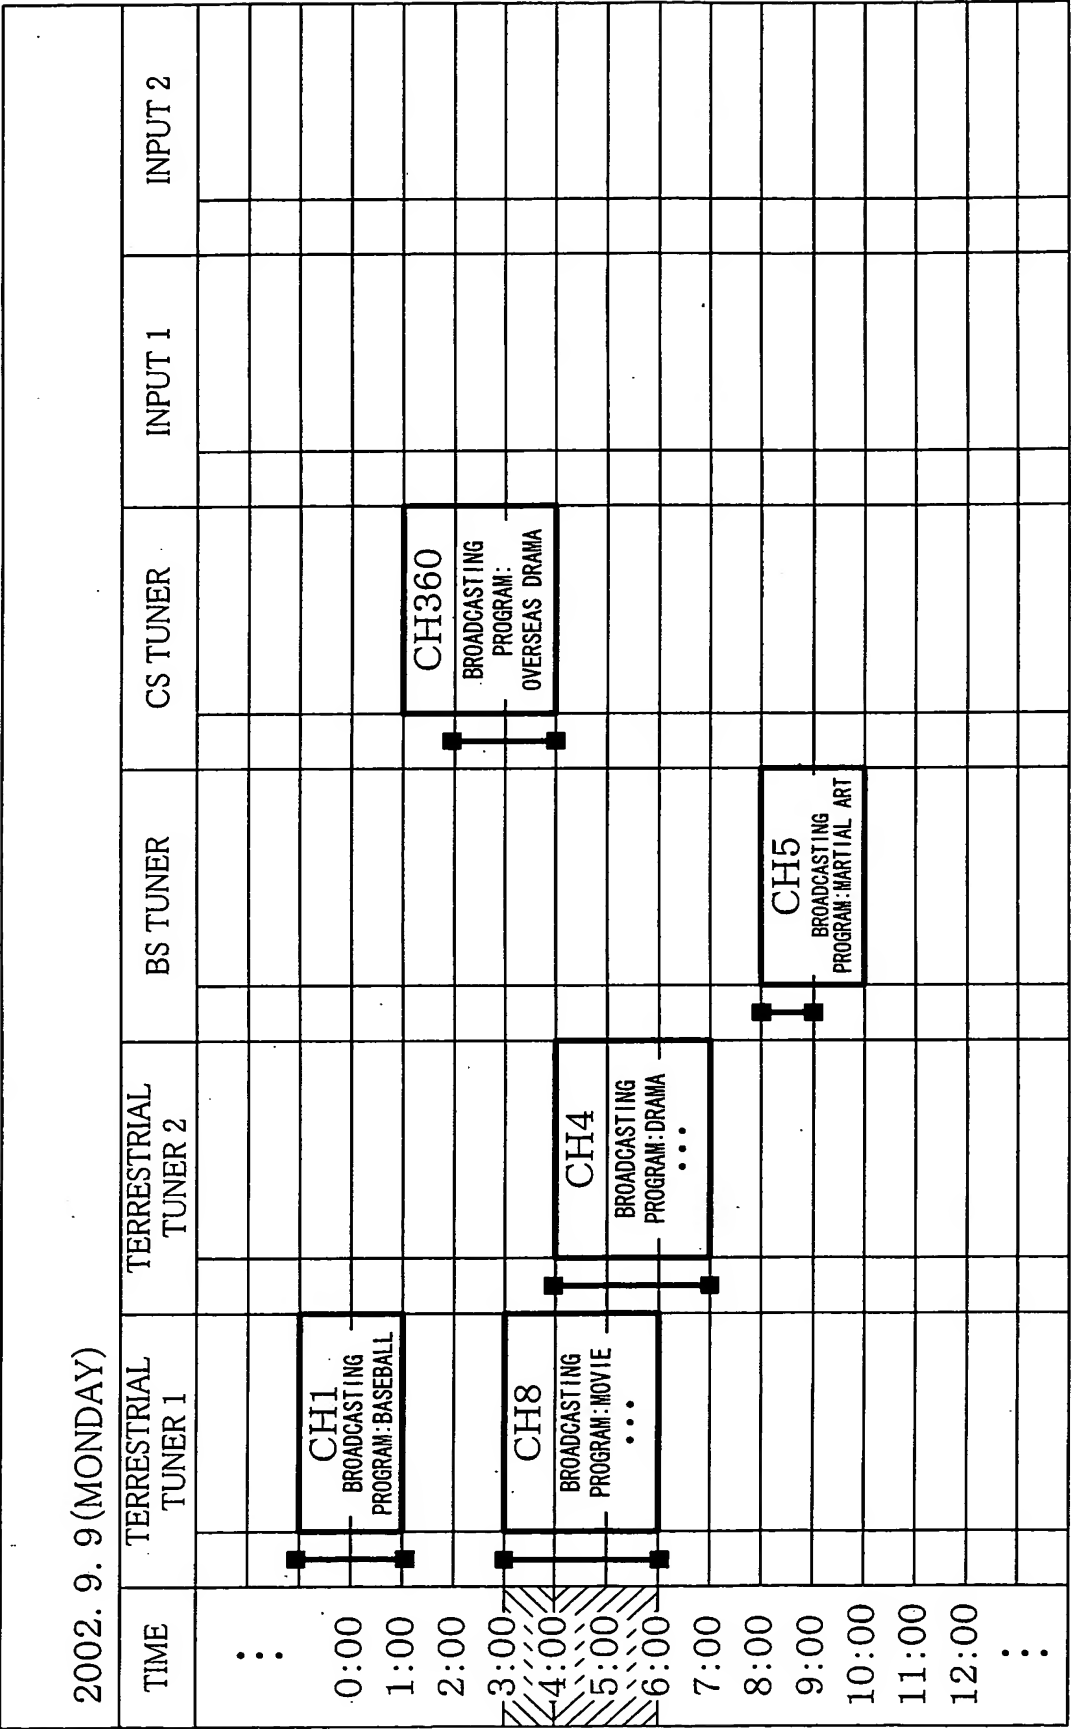 2002. 9. 9(MONDAY)
TIME
TERRESTRIAL
TUNER 1
TERRESTRIAL
TUNER 2
BS TUNER
CS TUNER
INPUT 1
INPUT 2
⋮
0:00
1:00
2:00
3:00
4:00
5:00
6:00
7:00
8:00
9:00
10:00
11:00
12:00
⋮
CH1
BROADCASTING
PROGRAM:BASEBALL
CH8
BROADCASTING
PROGRAM:MOVIE
•••
CH4
BROADCASTING
PROGRAM:DRAMA
•••
CH5
BROADCASTING
PROGRAM:MARTIAL ART
CH360
BROADCASTING
PROGRAM:
OVERSEAS DRAMA